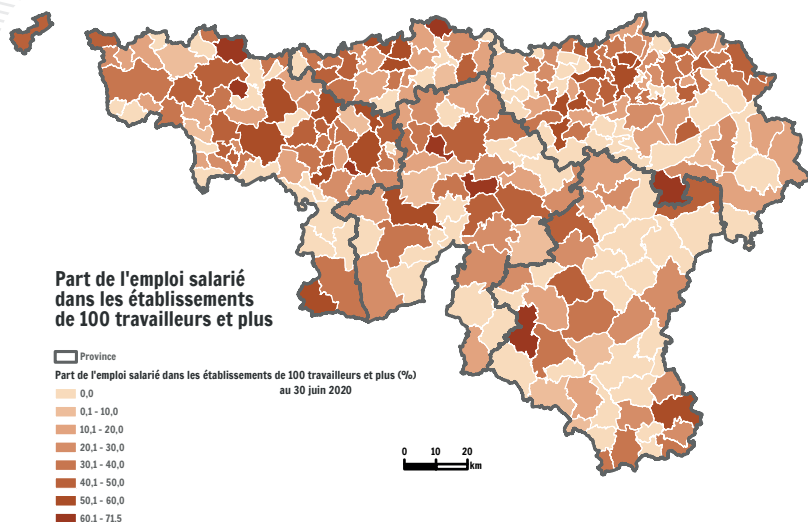 Part de l'emploi salarié
dans les établissements
de 100 travailleurs et plus
Province
Part de l'emploi salarié dans les établissements de 100 travailleurs et plus (%)
au 30 juin 2020
0,0
0,1 - 10,0
10,1 - 20,0
20,1 - 30,0
30,1 - 40,0
40,1 - 50,0
50,1 - 60,0
60,1 - 71,5
0 10 20
km